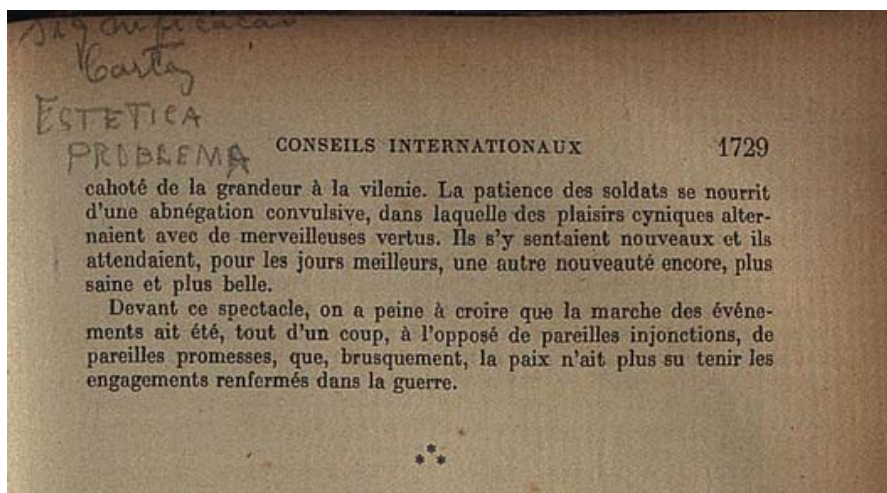 ESTETICA
PROBLEMA
CONSEILS INTERNATIONAUX 1729
cahoté de la grandeur à la vilenie. La patience des soldats se nourrit
d'une abnégation convulsive, dans laquelle des plaisirs cyniques alter-
naient avec de merveilleuses vertus. Ils s'y sentaient nouveaux et ils
attendaient, pour les jours meilleurs, une autre nouveauté encore, plus
saine et plus belle.
Devant ce spectacle, on a peine à croire que la marche des événe-
ments ait été, tout d'un coup, à l'opposé de pareilles injonctions, de
pareilles promesses, que, brusquement, la paix n'ait plus su tenir les
engagements renfermés dans la guerre.